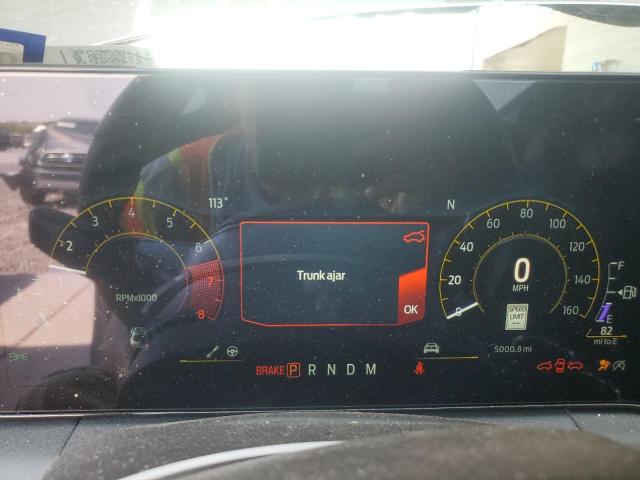 113°
N
2 3 4 5 6 7 8
RPMx1000
Trunk ajar
OK
0 20 40 60 80 100 120 140 160
0
MPH
SPEED
LIMIT
--
F
E
82
mi to E
5000.8 mi
BRAKE P R N D M